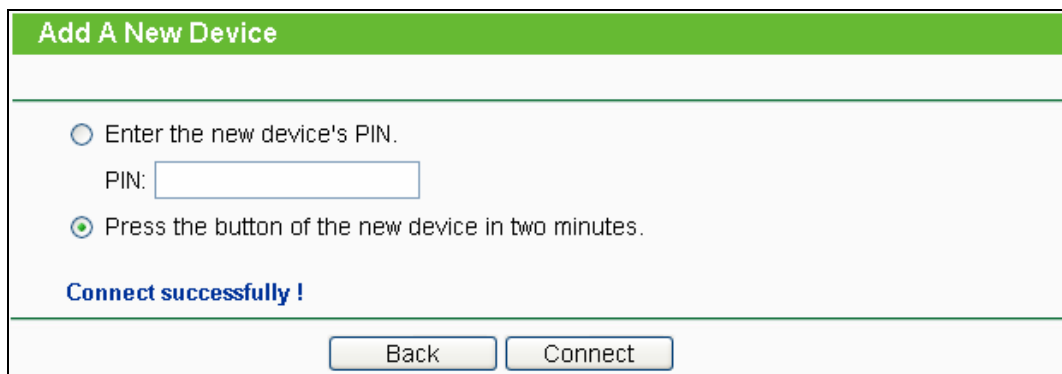 Add A New Device
Enter the new device's PIN.
PIN:
Press the button of the new device in two minutes.
Connect successfully !
Back Connect